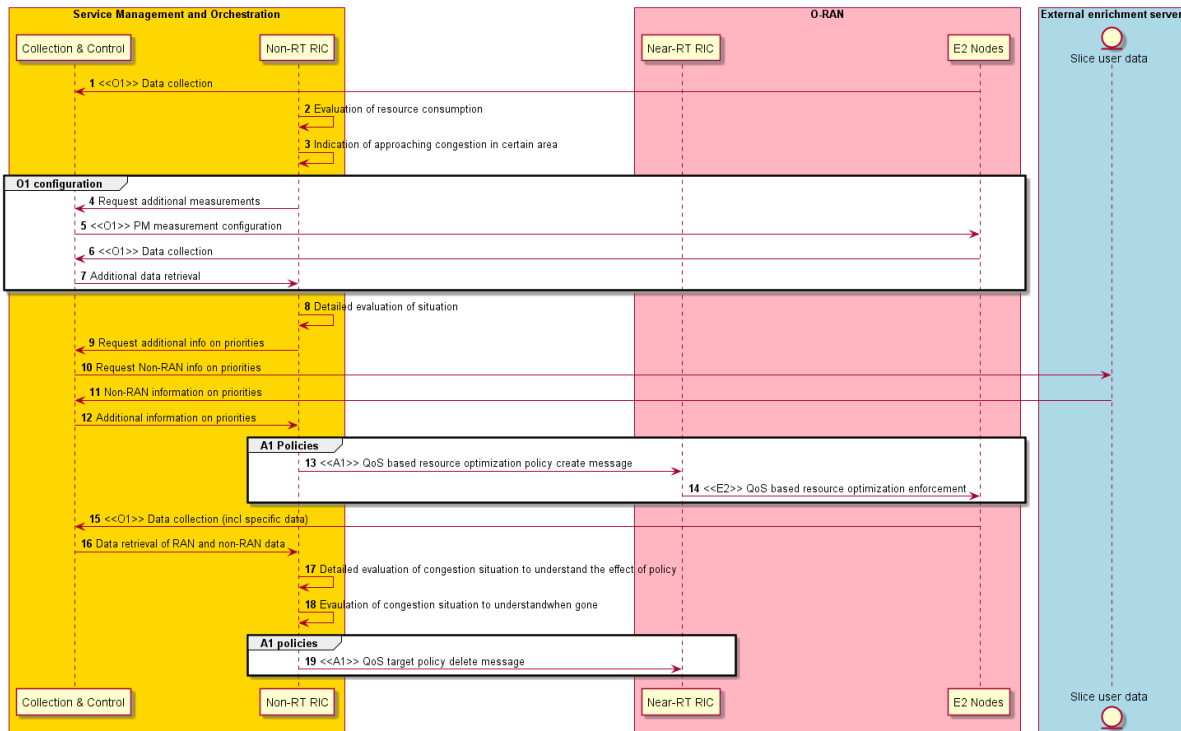 Service Management and Orchestration
O-RAN
External enrichment server
Collection & Control
Non-RT RIC
Near-RT RIC
E2 Nodes
Slice user data
1 <<O1>> Data collection
2 Evaluation of resource consumption
3 Indication of approaching congestion in certain area
O1 configuration
4 Request additional measurements
5 <<O1>> PM measurement configuration
6 <<O1>> Data collection
7 Additional data retrieval
8 Detailed evaluation of situation
9 Request additional info on priorities
10 Request Non-RAN info on priorities
11 Non-RAN information on priorities
12 Additional information on priorities
A1 Policies
13 <<A1>> QoS based resource optimization policy create message
14 <<E2>> QoS based resource optimization enforcement
15 <<O1>> Data collection (incl specific data)
16 Data retrieval of RAN and non-RAN data
17 Detailed evaluation of congestion situation to understand the effect of policy
18 Evaulation of congestion situation to understandwhen gone
A1 policies
19 <<A1>> QoS target policy delete message
Collection & Control
Non-RT RIC
Near-RT RIC
E2 Nodes
Slice user data